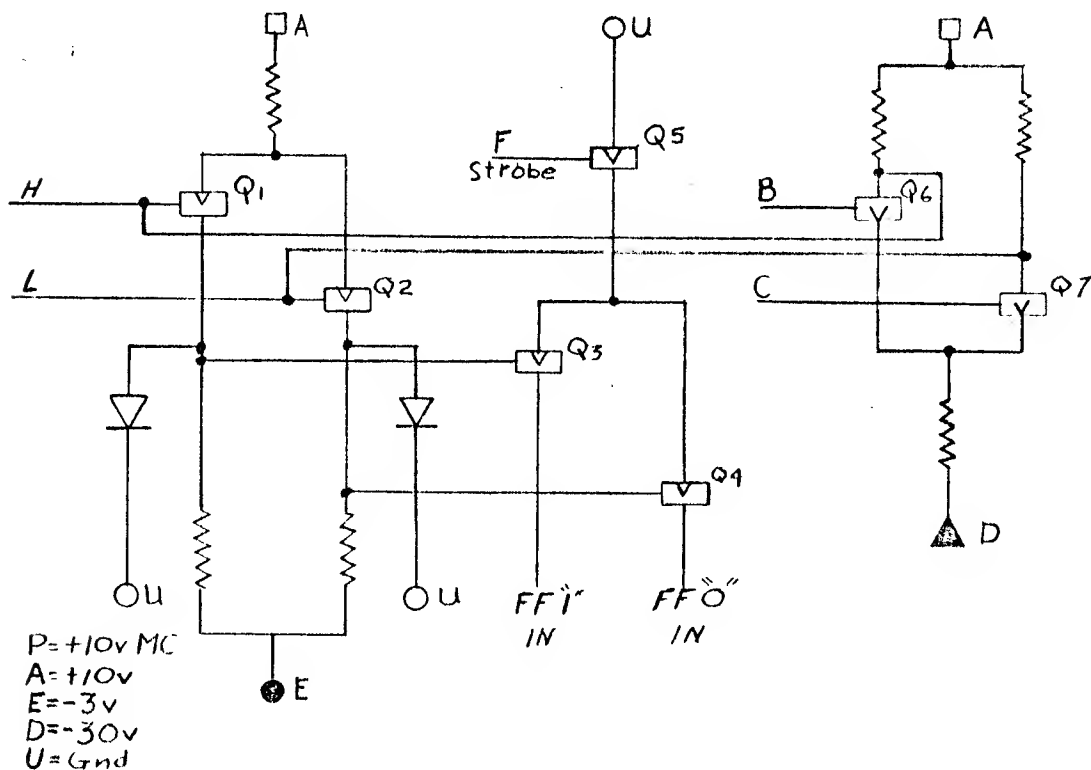 A
U
A
F
Strobe
Q5
H
Q1
B
Q6
L
Q2
C
Q7
Q3
Q4
D
U
U
FF "1"
IN
FF "0"
IN
P=+10v MC
A=+10v
E=-3v
D=-30v
U=Gnd
E